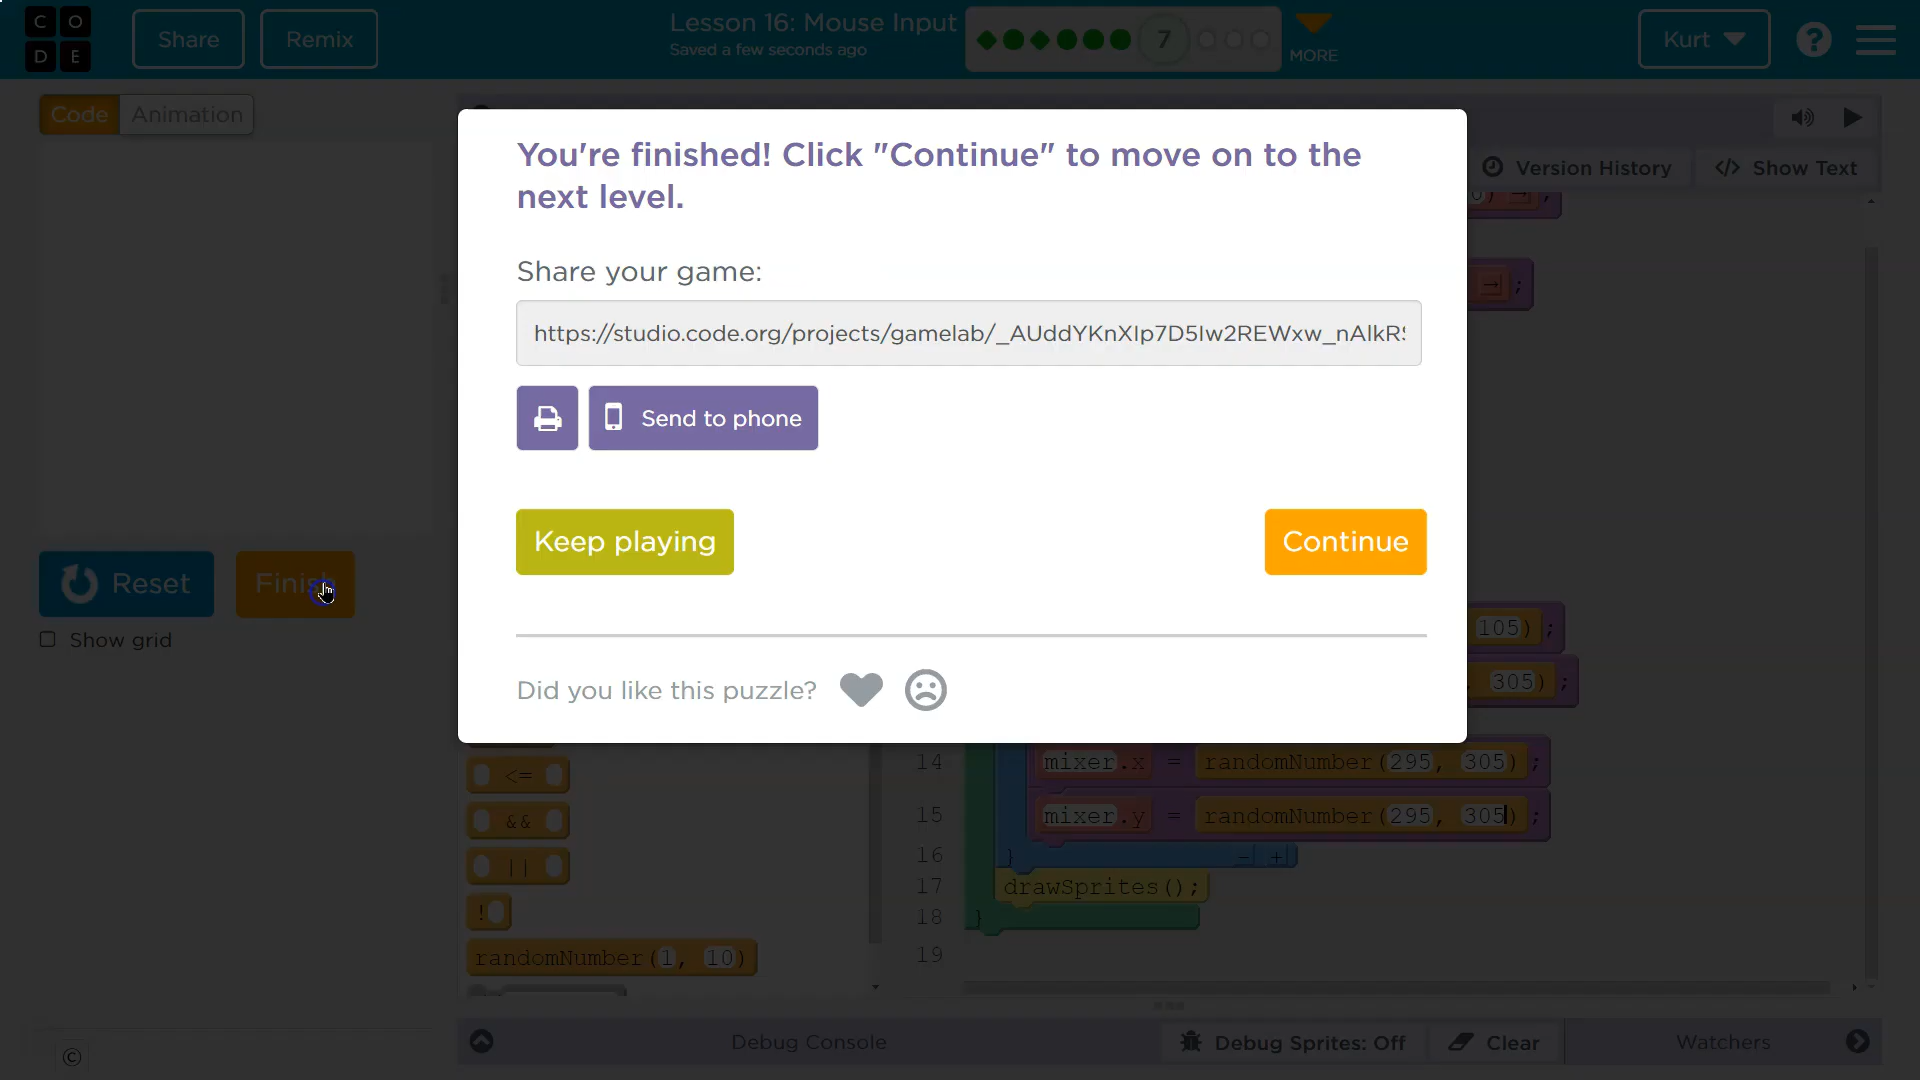 C O
D E
Share
Remix
Lesson 16: Mouse Input
Saved a few seconds ago
7
MORE
Kurt
?
Code
Animation
Version History
</> Show Text
You're finished! Click "Continue" to move on to the
next level.
Share your game:
https://studio.code.org/projects/gamelab/_AUddYKnXIp7D5Iw2REWxw_nAlkR
Send to phone
Keep playing
Continue
Reset
Finish
Show grid
105) ;
, 305) ;
Did you like this puzzle?
<=
&&
||
!
randomNumber(1, 10)
14 mixer.x = randomNumber(295, 305);
15 mixer.y = randomNumber(295, 305);
16 } - +
17 drawSprites();
18 }
19
Debug Console
Debug Sprites: Off
Clear
Watchers
©